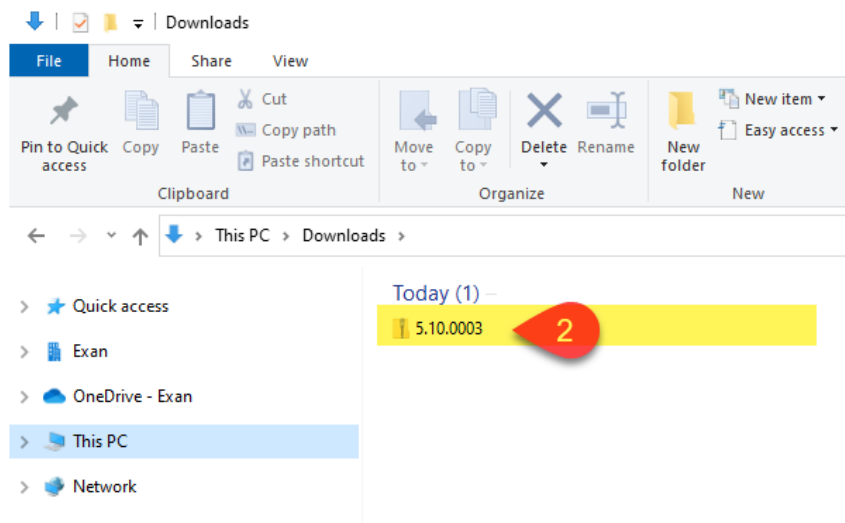 Downloads
File Home Share View
Pin to Quick access
Copy
Paste
Cut
Copy path
Paste shortcut
Clipboard
Move to
Copy to
Delete
Rename
Organize
New folder
New item
Easy access
New
This PC > Downloads >
Today (1)
5.10.0003
2
Quick access
Exan
OneDrive - Exan
This PC
Network